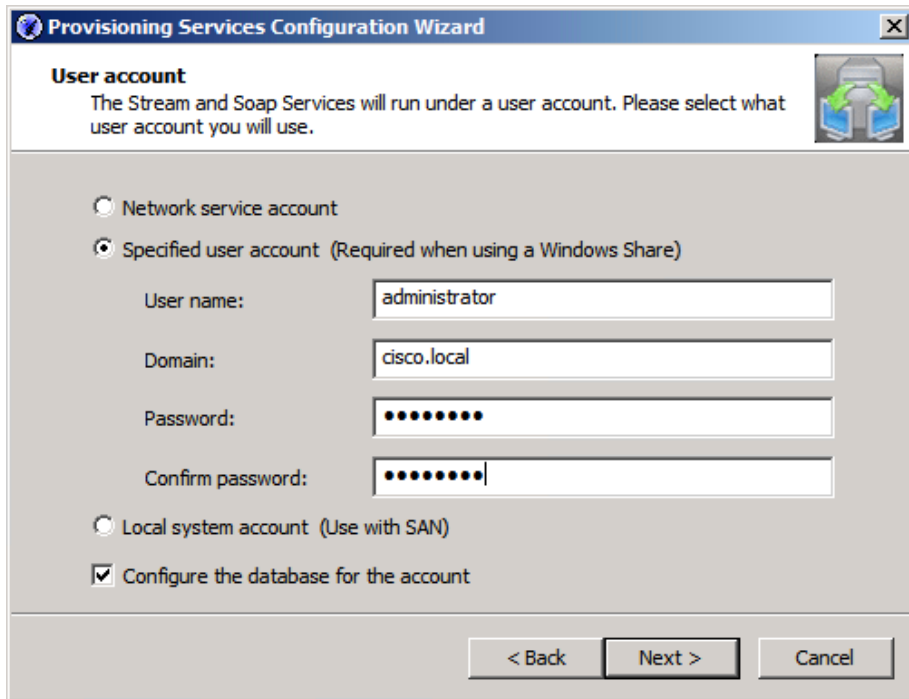 Provisioning Services Configuration Wizard
User account
The Stream and Soap Services will run under a user account. Please select what
user account you will use.
Network service account
Specified user account (Required when using a Windows Share)
User name: administrator
Domain: cisco.local
Password: ●●●●●●●●
Confirm password: ●●●●●●●●
Local system account (Use with SAN)
Configure the database for the account
< Back Next > Cancel